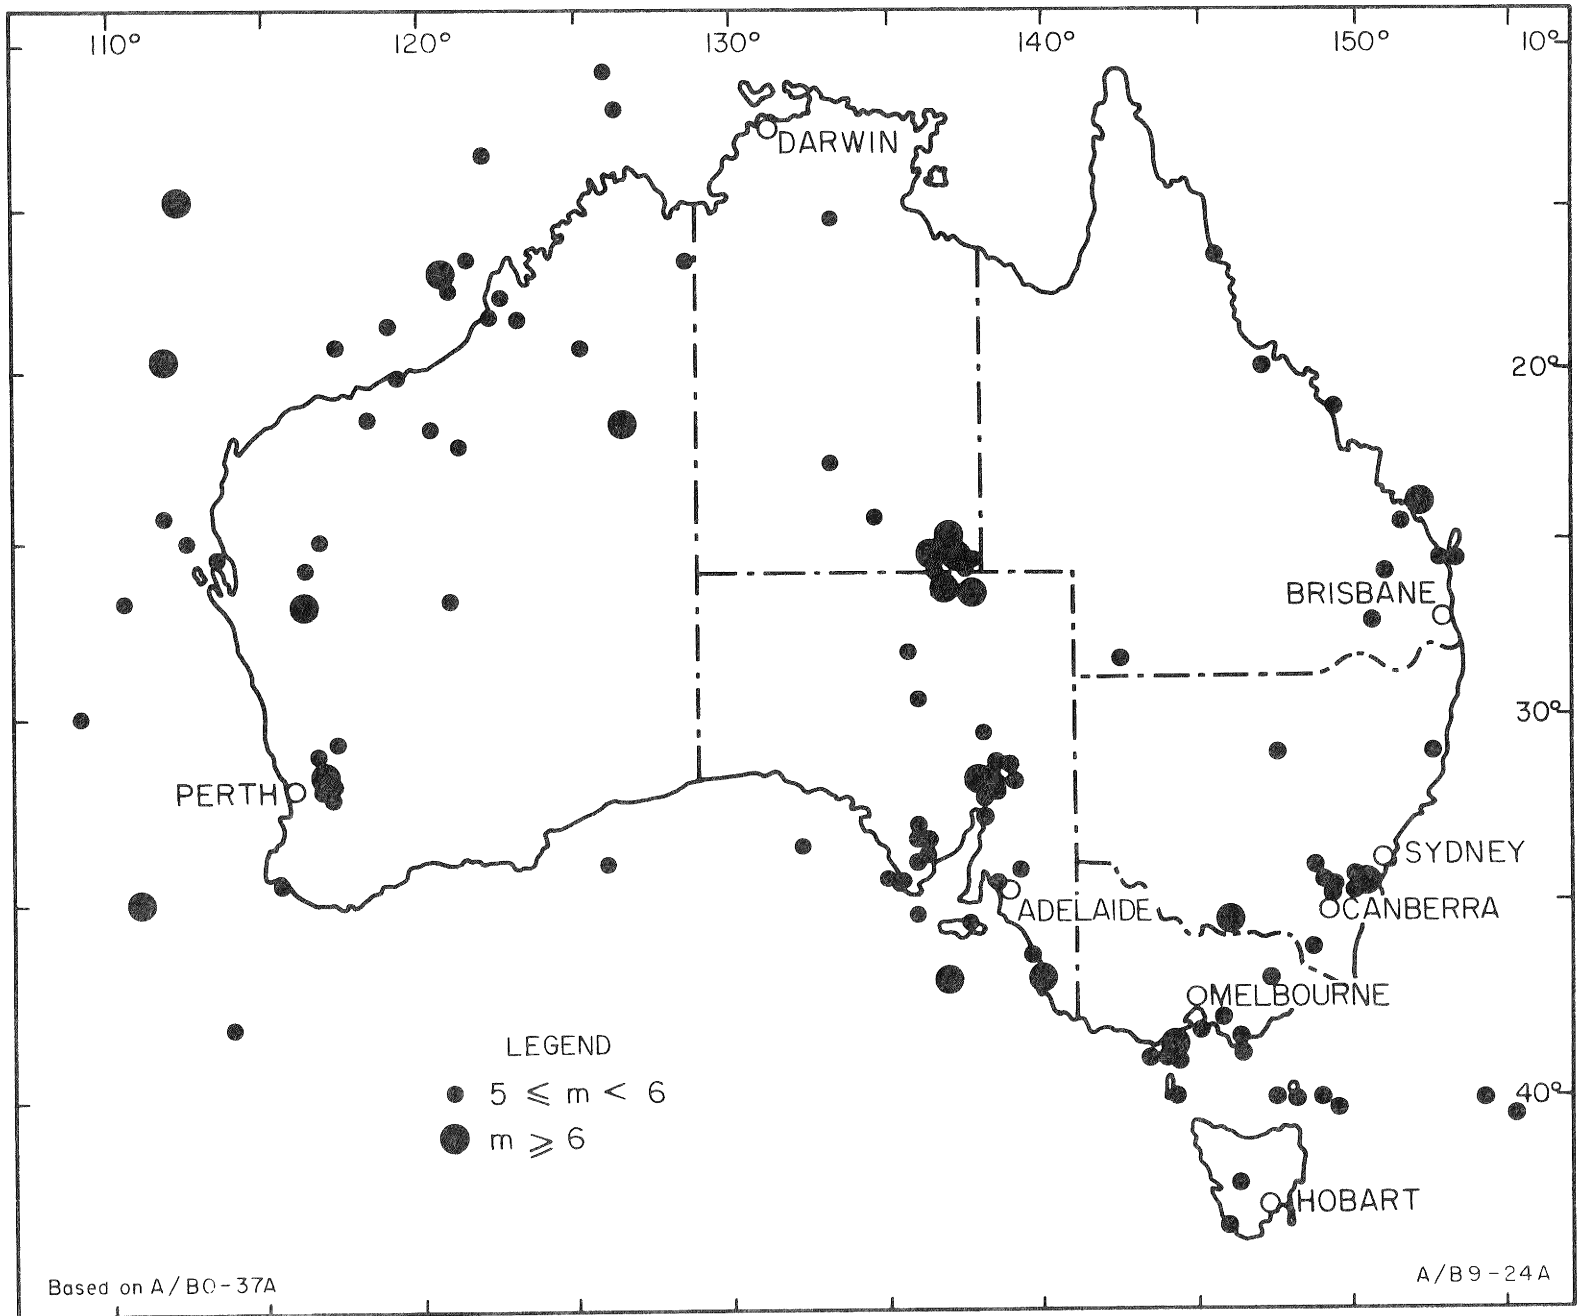 110° 120° 130° 140° 150° 10°
DARWIN
20°
BRISBANE
30°
PERTH
SYDNEY
ADELAIDE
CANBERRA
MELBOURNE
LEGEND
5 ⩽ m < 6
40°
m ⩾ 6
HOBART
Based on A/B0-37A
A/B9-24A